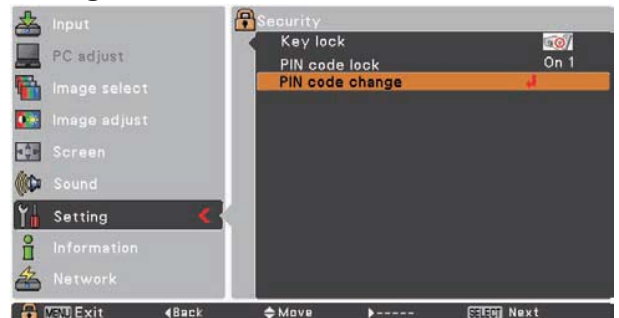 Input
PC adjust
Image select
Image adjust
Screen
Sound
Setting
Information
Network
Security
Key lock
PIN code lock On 1
PIN code change
MENU Exit Back Move ----- SELECT Next